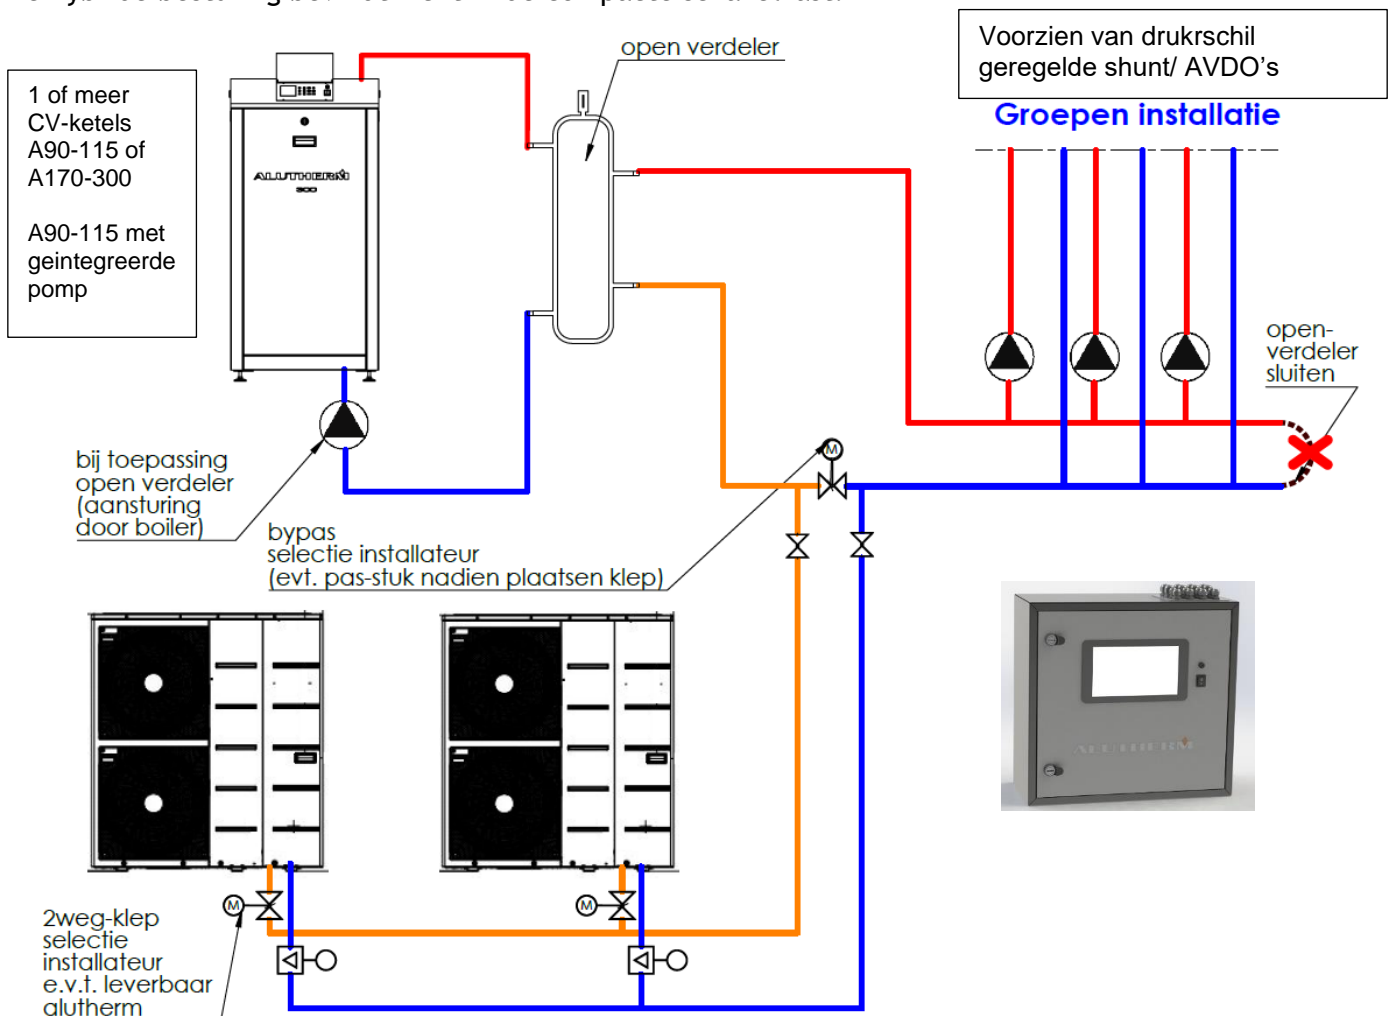 open verdeler
Voorzien van drukrschil
geregelde shunt/ AVDO's
Groepen installatie
1 of meer
CV-ketels
A90-115 of
A170-300
A90-115 met
geintegreerde
pomp
ALUTHERM
300
open-
verdeler
sluiten
bij toepassing
open verdeler
(aansturing
door boiler)
M
bypas
selectie installateur
(evt. pas-stuk nadien plaatsen klep)
ALUTHERM
M
M
2weg-klep
selectie
installateur
e.v.t. leverbaar
alutherm